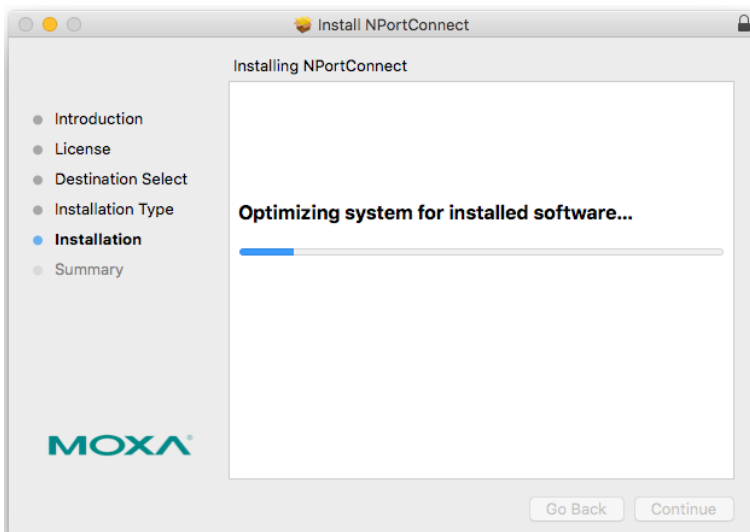 Install NPortConnect
Installing NPortConnect
Introduction
License
Destination Select
Installation Type
Installation
Summary
Optimizing system for installed software...
MOXA®
Go Back
Continue